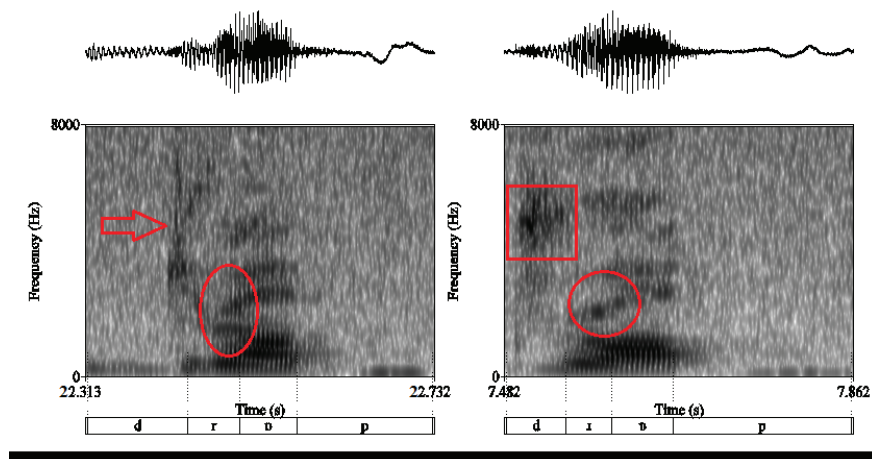 8000
Frequency (Hz)
0
22.313 22.732
Time (s)
d r ɒ p
8000
Frequency (Hz)
0
7.482 7.862
Time (s)
d ɹ ɒ p